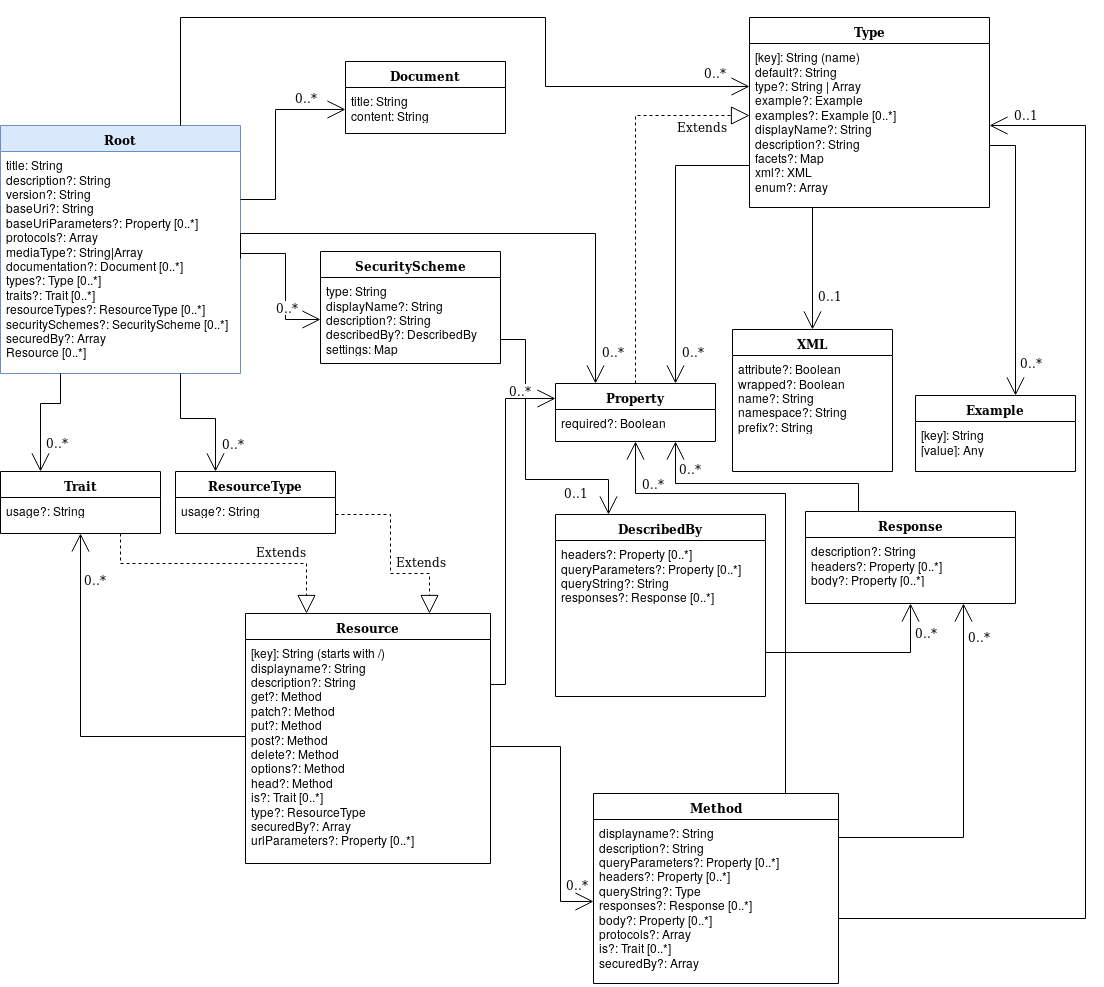 Type
[key]: String (name)
default?: String
type?: String | Array
example?: Example
examples?: Example [0..*]
displayName?: String
description?: String
facets?: Map
xml?: XML
enum?: Array
0..*
Extends
0..1
Document
title: String
content: String
0..*
Root
title: String
description?: String
version?: String
baseUri?: String
baseUriParameters?: Property [0..*]
protocols?: Array
mediaType?: String|Array
documentation?: Document [0..*]
types?: Type [0..*]
traits?: Trait [0..*]
resourceTypes?: ResourceType [0..*]
securitySchemes?: SecurityScheme [0..*]
securedBy?: Array
Resource [0..*]
SecurityScheme
type: String
displayName?: String
description?: String
describedBy?: DescribedBy
settings: Map
0..*
0..*
0..*
0..1
0..*
XML
attribute?: Boolean
wrapped?: Boolean
name?: String
namespace?: String
prefix?: String
Example
[key]: String
[value]: Any
0..*
Property
required?: Boolean
0..*
0..*
Trait
usage?: String
ResourceType
usage?: String
0..*
0..*
0..1
DescribedBy
headers?: Property [0..*]
queryParameters?: Property [0..*]
queryString?: String
responses?: Response [0..*]
Response
description?: String
headers?: Property [0..*]
body?: Property [0..*]
0..*
0..*
Extends
Extends
0..*
Resource
[key]: String (starts with /)
displayname?: String
description?: String
get?: Method
patch?: Method
put?: Method
post?: Method
delete?: Method
options?: Method
head?: Method
is?: Trait [0..*]
type?: ResourceType
securedBy?: Array
urlParameters?: Property [0..*]
0..*
Method
displayname?: String
description?: String
queryParameters?: Property [0..*]
headers?: Property [0..*]
queryString?: Type
responses?: Response [0..*]
body?: Property [0..*]
protocols?: Array
is?: Trait [0..*]
securedBy?: Array